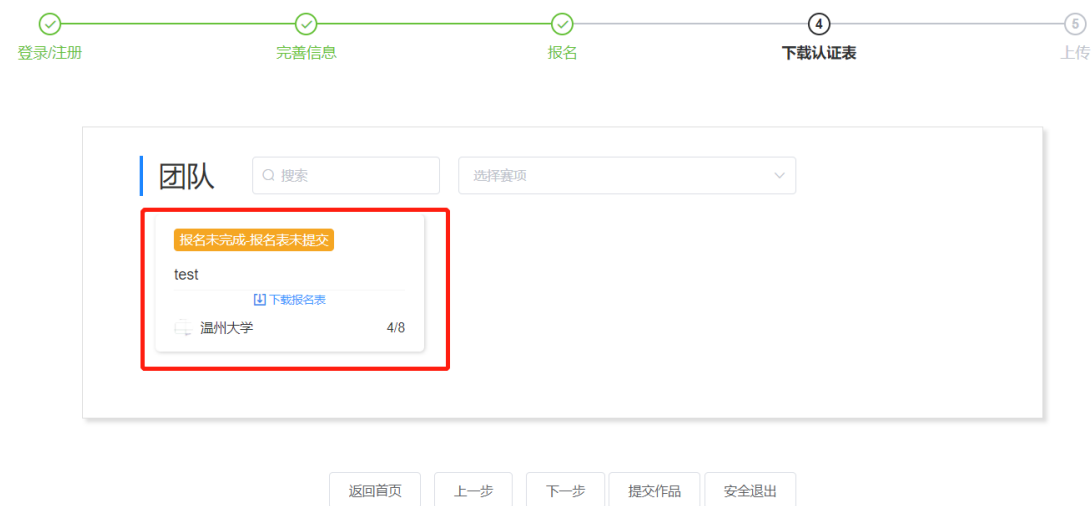 4 5
登录/注册 完善信息 报名 下载认证表 上传
团队 搜索 选择赛项
报名未完成-报名表未提交
test
下载报名表
温州大学 4/8
返回首页 上一步 下一步 提交作品 安全退出